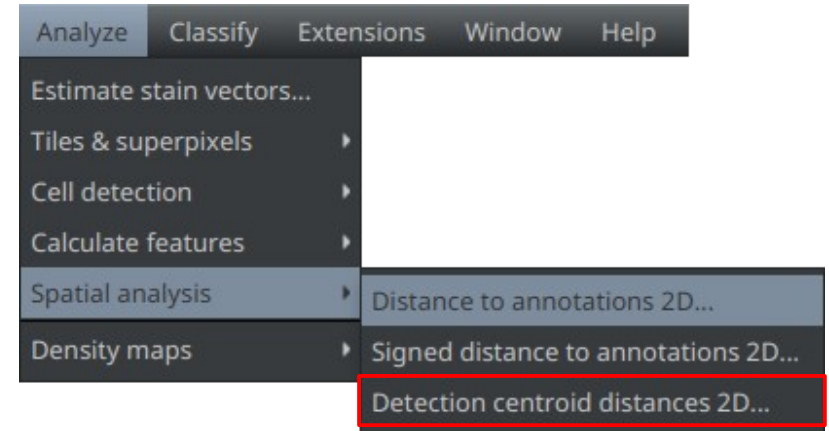 Analyze Classify Extensions Window Help
Estimate stain vectors...
Tiles & superpixels
Cell detection
Calculate features
Spatial analysis
Density maps
Distance to annotations 2D...
Signed distance to annotations 2D...
Detection centroid distances 2D...